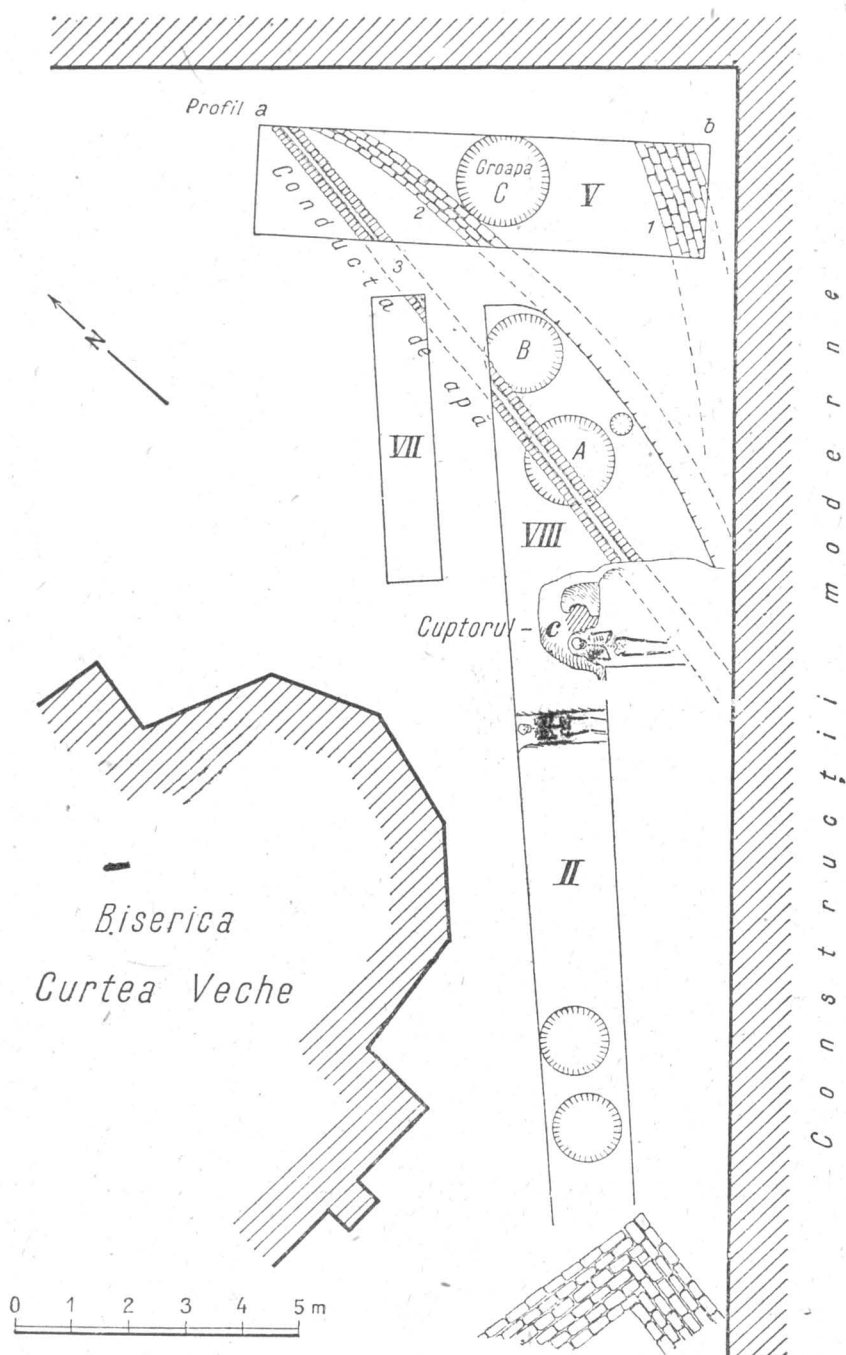 Profil a
b
Groapa
C
V
1
2
3
Conducta de apa
N
B
A
VII
VIII
Cuptorul - c
II
Biserica
Curtea Veche
Construcții moderne
0 1 2 3 4 5 m